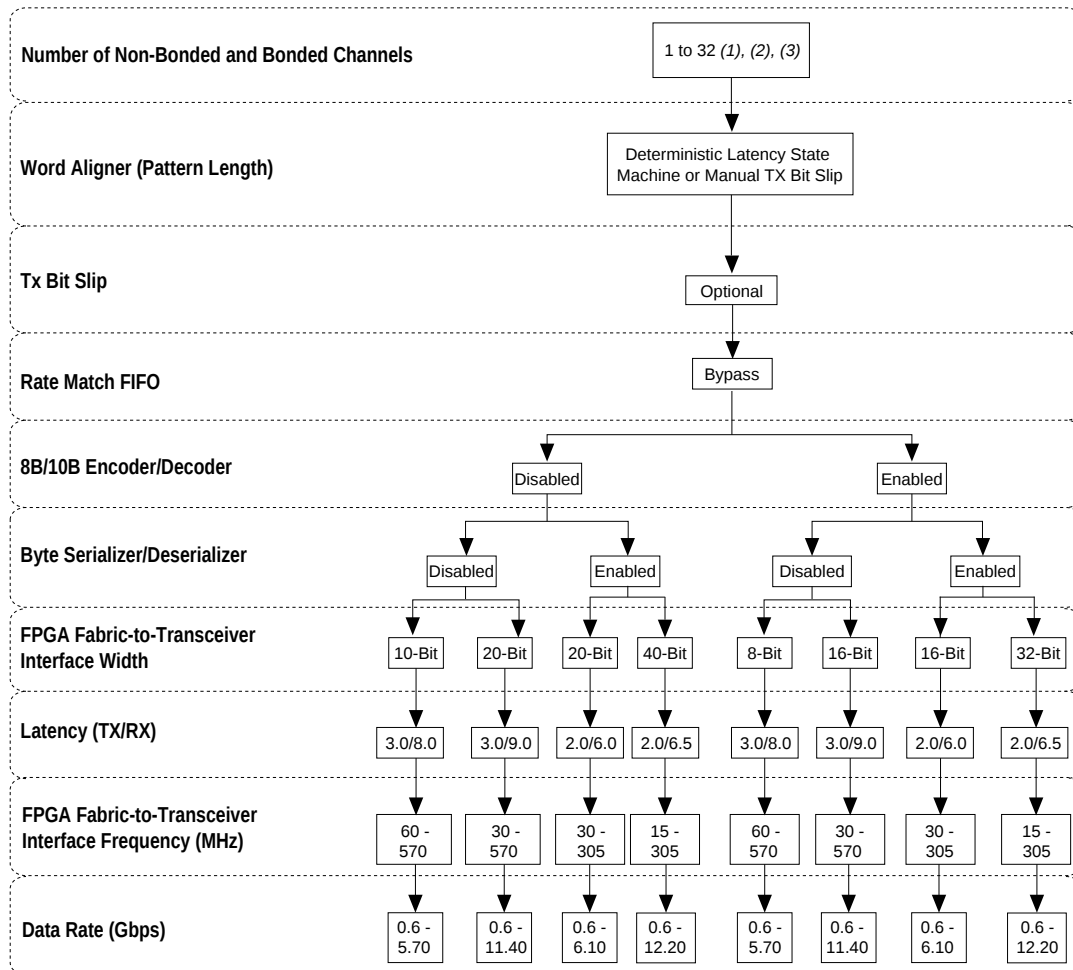 Number of Non-Bonded and Bonded Channels
1 to 32 (1), (2), (3)
Word Aligner (Pattern Length)
Deterministic Latency State
Machine or Manual TX Bit Slip
Tx Bit Slip
Optional
Rate Match FIFO
Bypass
8B/10B Encoder/Decoder
Disabled Enabled
Byte Serializer/Deserializer
Disabled Enabled Disabled Enabled
FPGA Fabric-to-Transceiver
Interface Width
10-Bit 20-Bit 20-Bit 40-Bit 8-Bit 16-Bit 16-Bit 32-Bit
Latency (TX/RX)
3.0/8.0 3.0/9.0 2.0/6.0 2.0/6.5 3.0/8.0 3.0/9.0 2.0/6.0 2.0/6.5
FPGA Fabric-to-Transceiver
Interface Frequency (MHz)
60 - 30 - 30 - 15 - 60 - 30 - 30 - 15 -
570 570 305 305 570 570 305 305
Data Rate (Gbps)
0.6 - 0.6 - 0.6 - 0.6 - 0.6 - 0.6 - 0.6 - 0.6 -
5.70 11.40 6.10 12.20 5.70 11.40 6.10 12.20